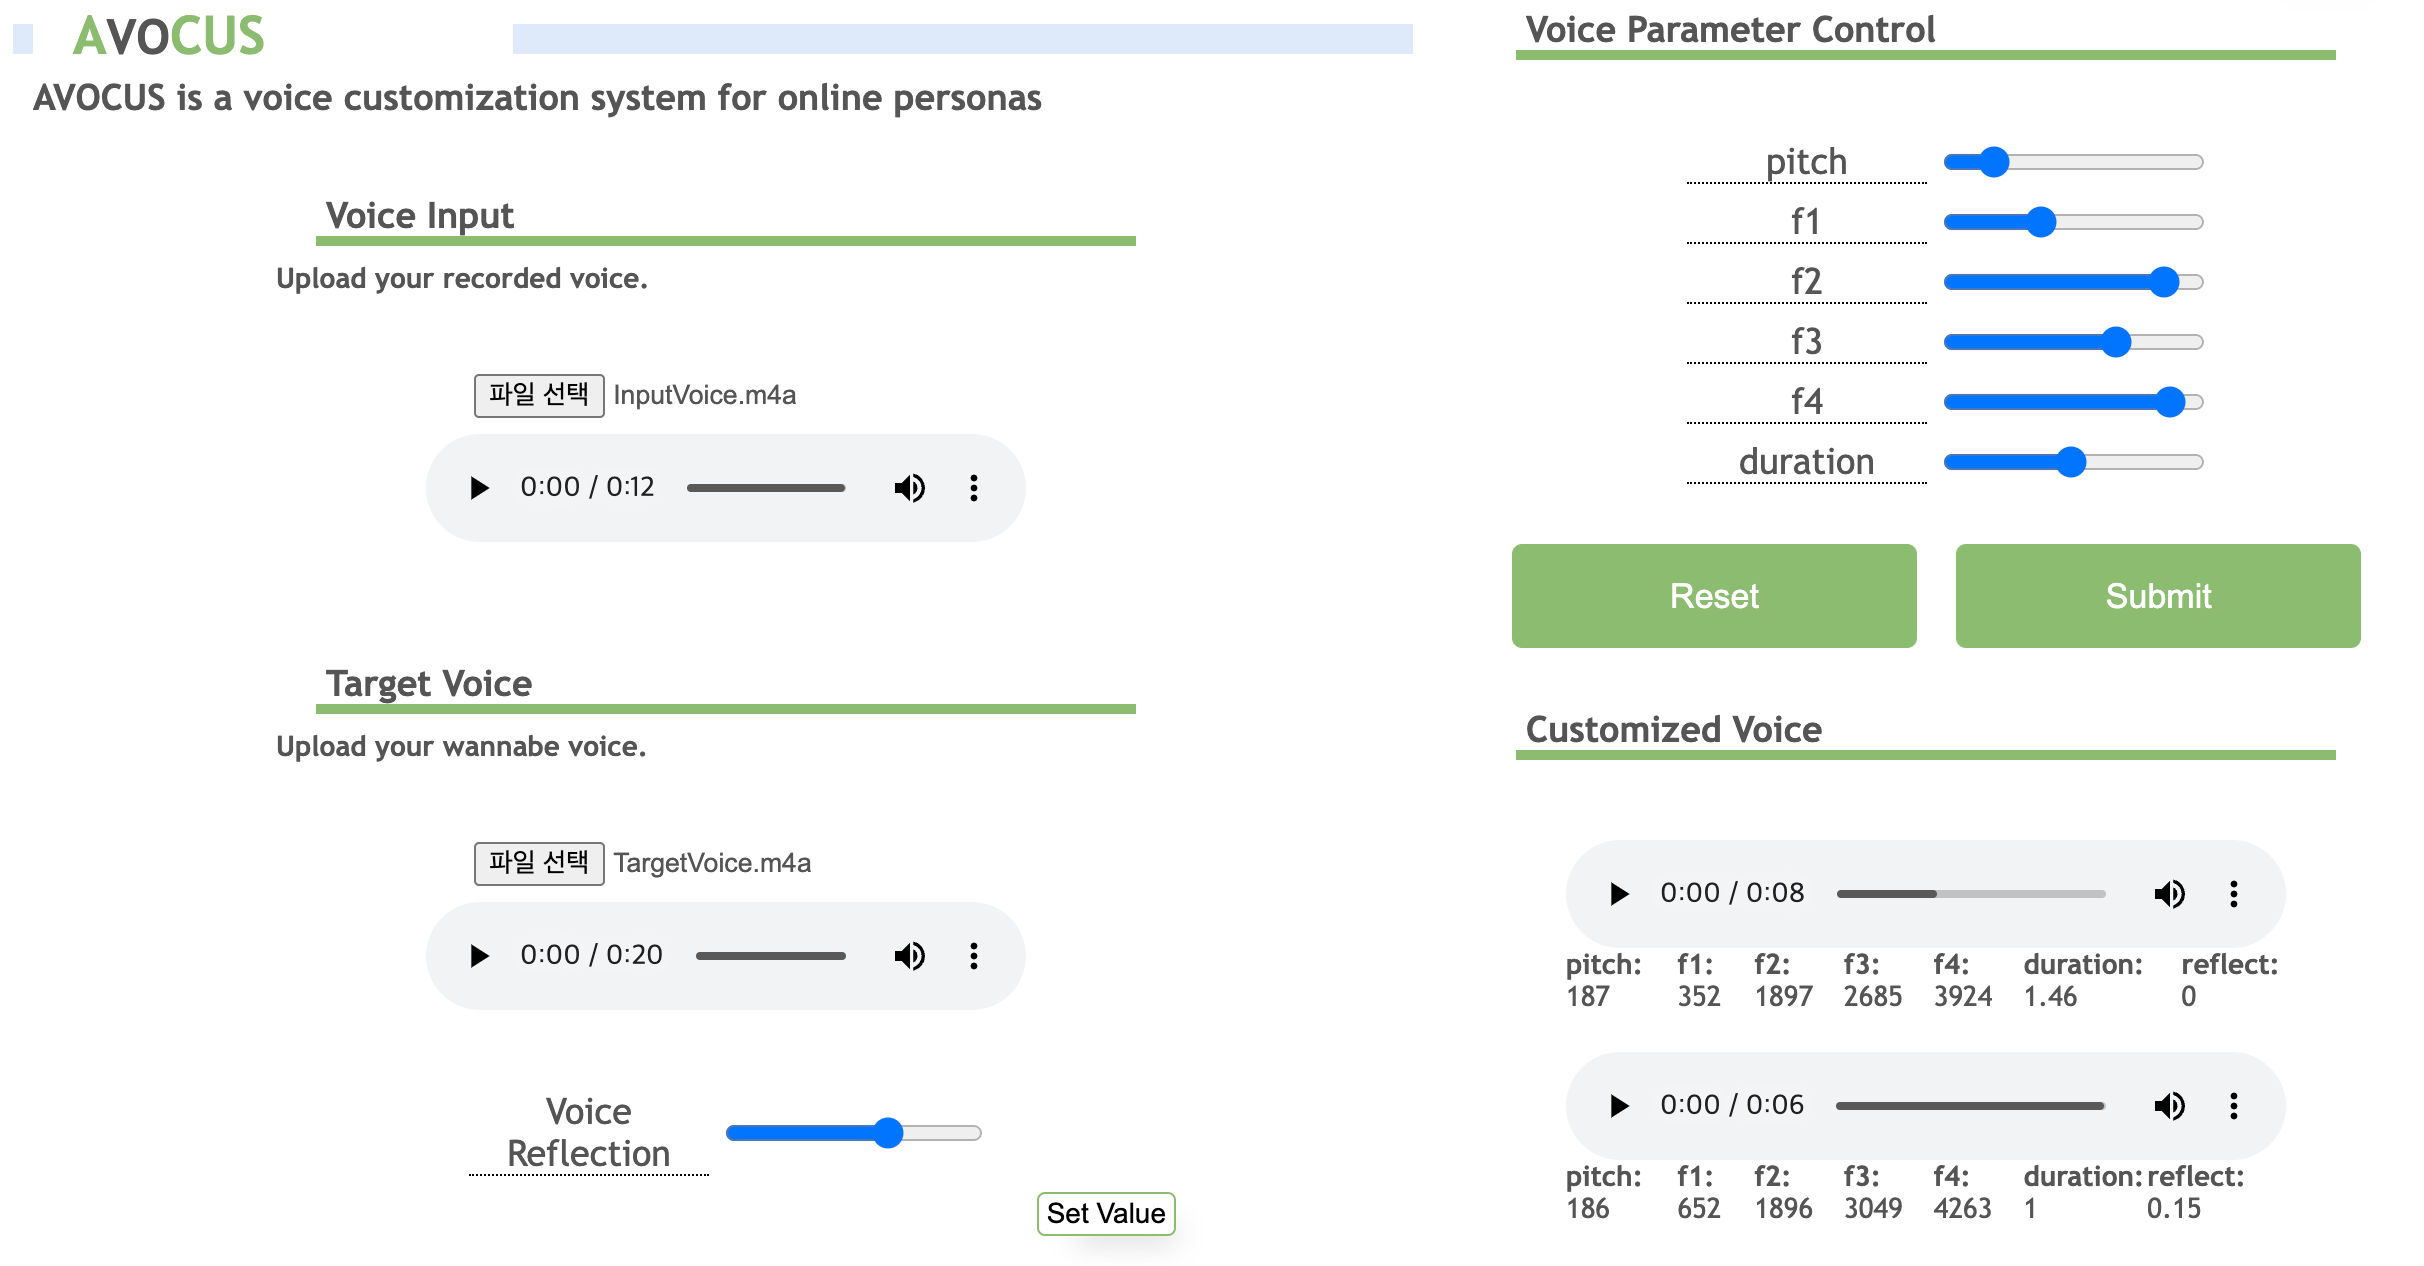 AVOCUS
AVOCUS is a voice customization system for online personas
Voice Input
Upload your recorded voice.
파일 선택 InputVoice.m4a
0:00 / 0:12
Target Voice
Upload your wannabe voice.
파일 선택 TargetVoice.m4a
0:00 / 0:20
Voice
Reflection
Set Value
Voice Parameter Control
pitch
f1
f2
f3
f4
duration
Reset Submit
Customized Voice
0:00 / 0:08
pitch: f1: f2: f3: f4: duration: reflect:
187 352 1897 2685 3924 1.46 0
0:00 / 0:06
pitch: f1: f2: f3: f4: duration: reflect:
186 652 1896 3049 4263 1 0.15